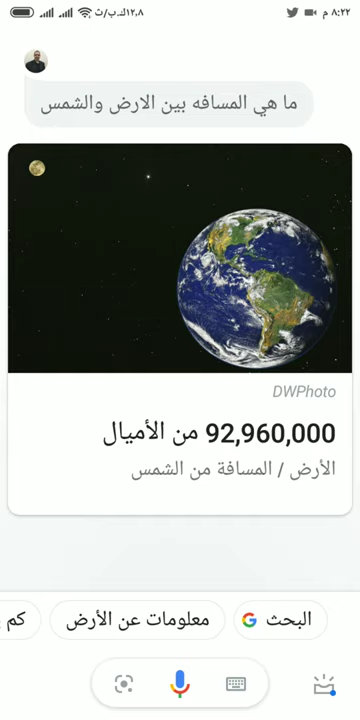 ٨:٢٢ م
١٢,٨ك.ب/ث
ما هي المسافه بين الارض والشمس
DWPhoto
92,960,000 من الأميال
الأرض / المسافة من الشمس
البحث
معلومات عن الأرض
كم